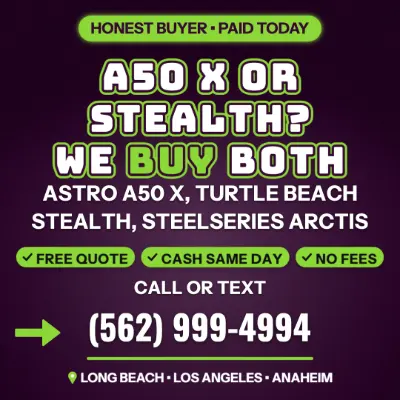 HONEST BUYER • PAID TODAY
A50 X OR
STEALTH?
WE BUY BOTH
ASTRO A50 X, TURTLE BEACH
STEALTH, STEELSERIES ARCTIS
✓ FREE QUOTE ✓ CASH SAME DAY ✓ NO FEES
CALL OR TEXT
(562) 999-4994
LONG BEACH • LOS ANGELES • ANAHEIM